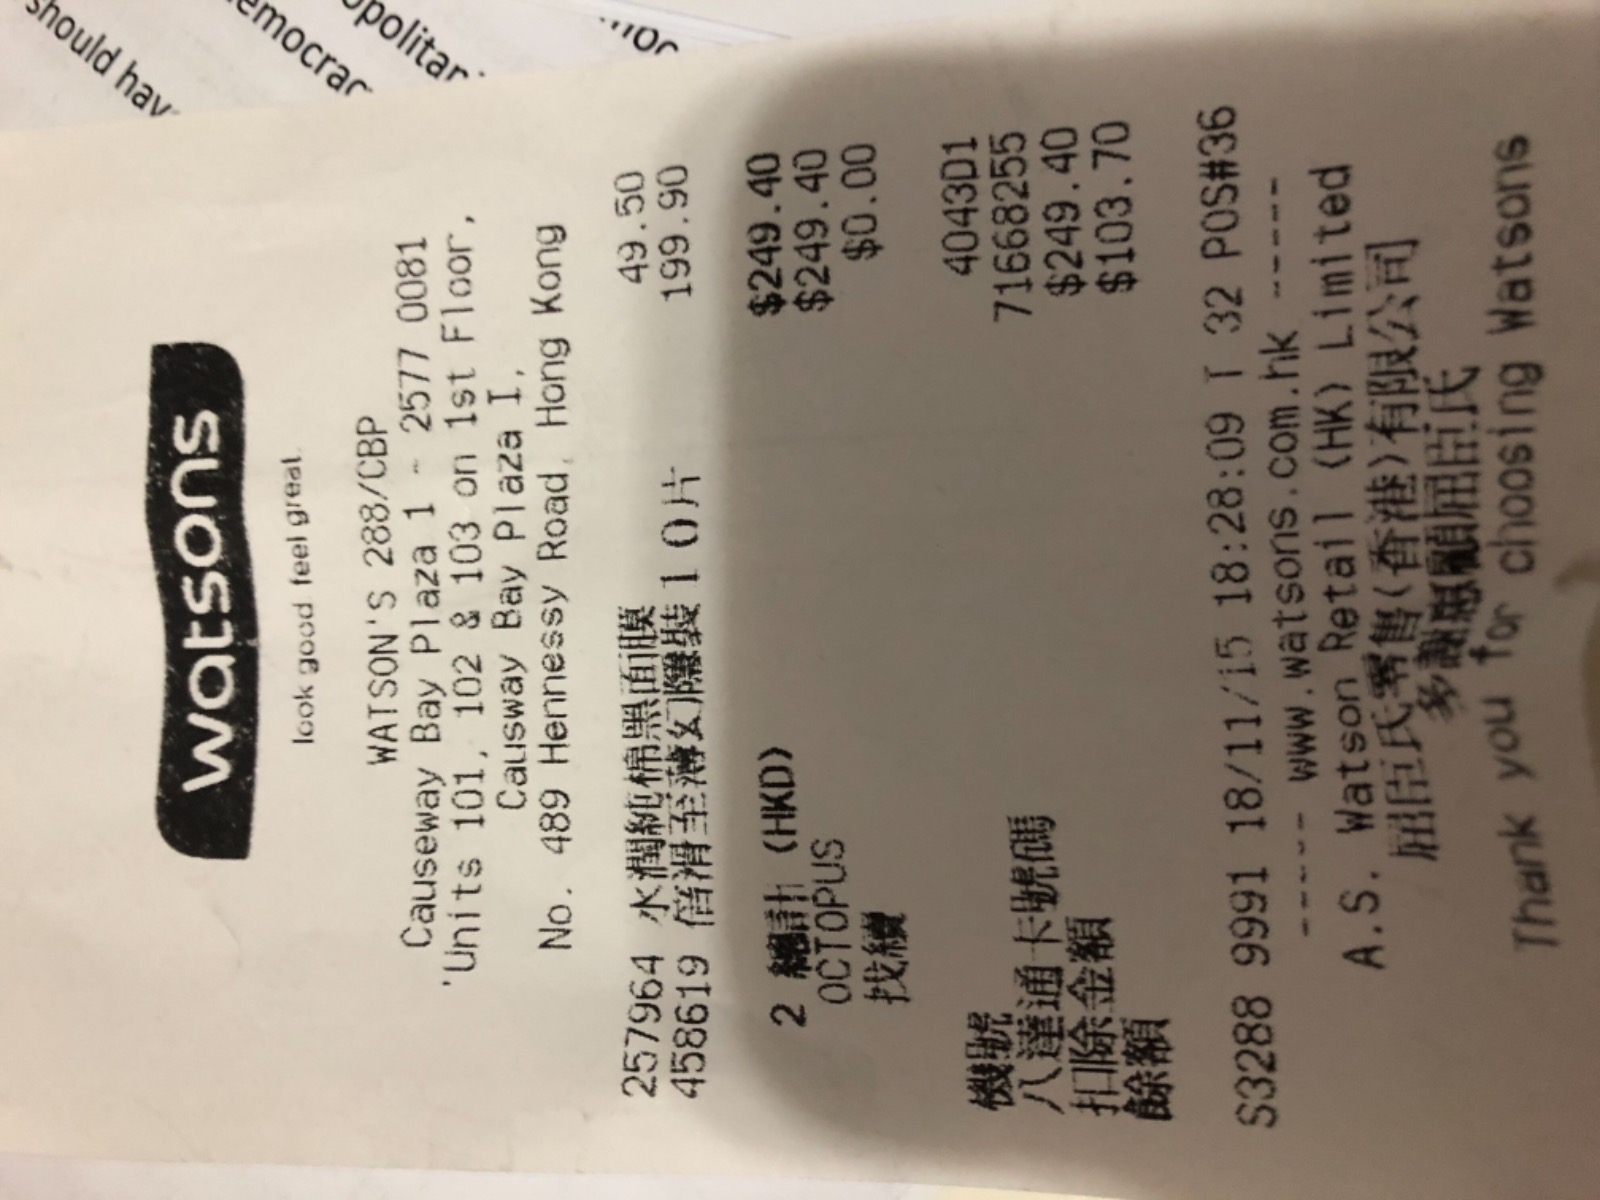 watsons
look good. feel great.
WATSON'S 288/CBP
Causeway Bay Plaza 1 - 2577 0081
'Units 101, 102 & 103 on 1st Floor,
Causway Bay Plaza I,
No. 489 Hennessy Road, Hong Kong
257964 水潤純棉黑面膜 49.50
458619 倍滑至薄幻隱裝10片 199.90
2 總計 (HKD) $249.40
OCTOPUS $249.40
找續 $0.00
機號 4043D1
八達通卡號碼 71668255
扣除金額 $249.40
餘額 $103.70
S3288 9991 18/11/15 18:28:09 T 32 POS#36
----- www.watsons.com.hk -----
A.S. Watson Retail (HK) Limited
屈臣氏零售(香港)有限公司
多謝惠顧屈臣氏
Thank you for choosing Watsons
should hav